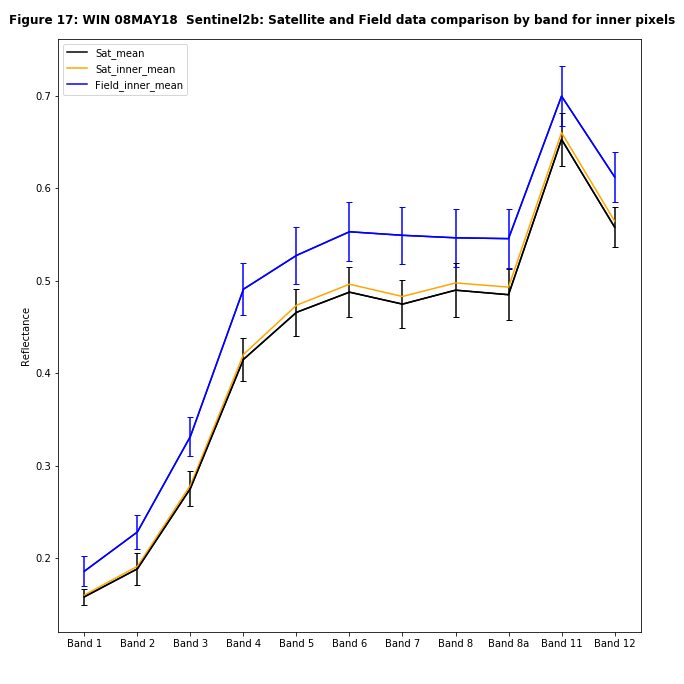 Figure 17: WIN 08MAY18 Sentinel2b: Satellite and Field data comparison by band for inner pixels
Sat_mean
Sat_inner_mean
Field_inner_mean
Reflectance
0.7
0.6
0.5
0.4
0.3
0.2
Band 1 Band 2 Band 3 Band 4 Band 5 Band 6 Band 7 Band 8 Band 8a Band 11 Band 12